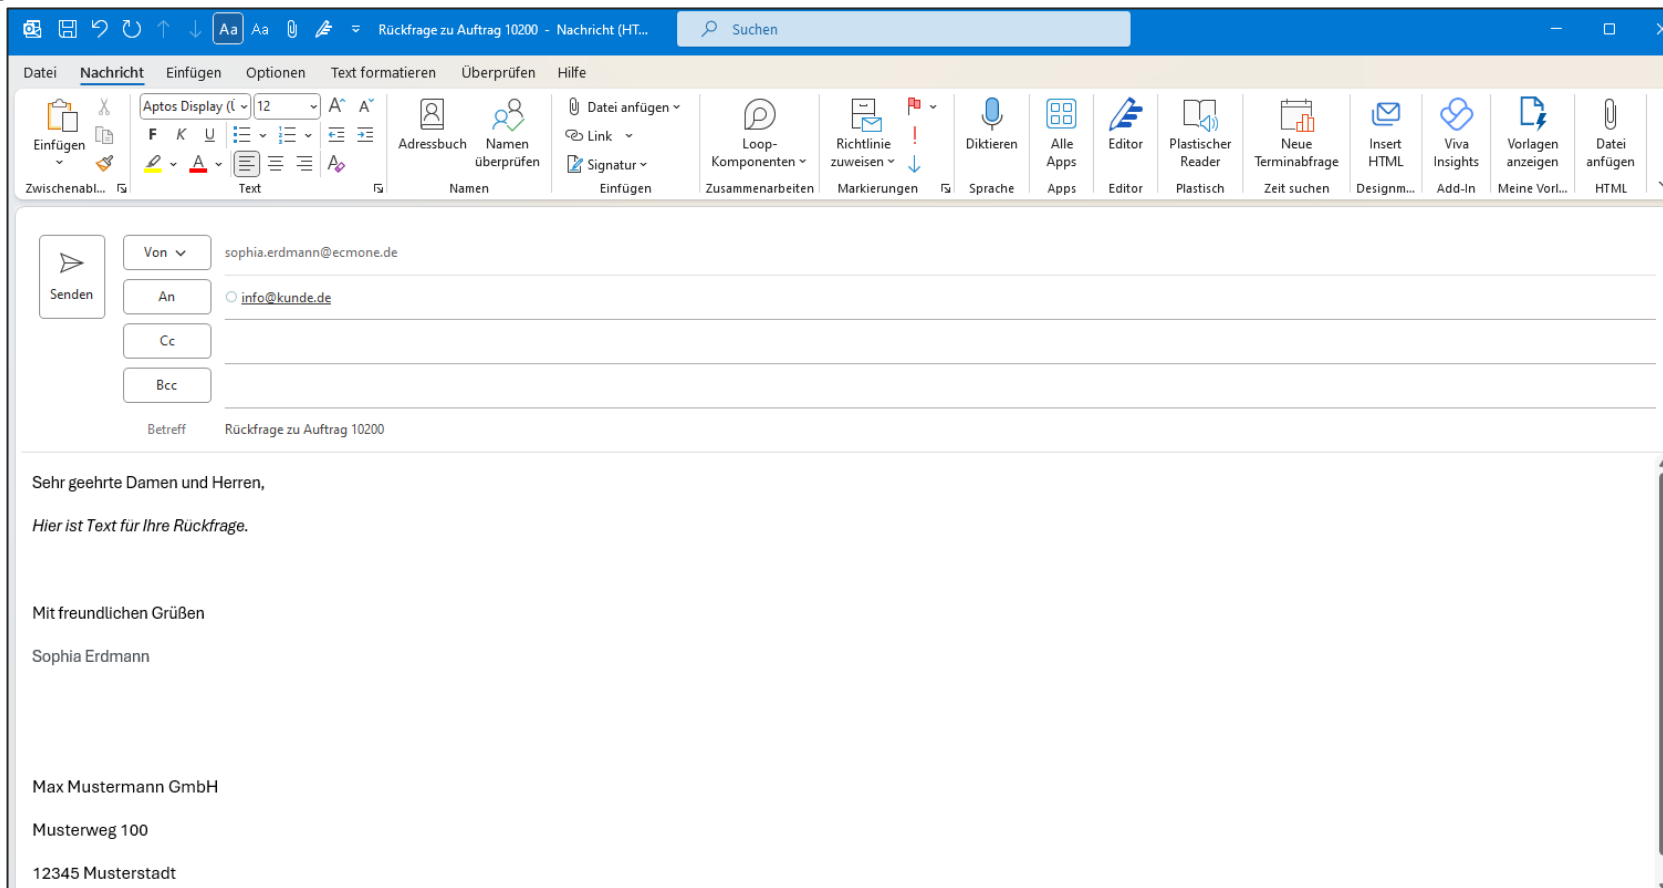 Aa Aa Rückfrage zu Auftrag 10200 - Nachricht (HT... Suchen
Datei Nachricht Einfügen Optionen Text formatieren Überprüfen Hilfe
Einfügen
Zwischenabl...
Aptos Display (Ü 12 A A
F K U
A A
Text
Adressbuch
Namen überprüfen
Namen
Datei anfügen
Link
Signatur
Einfügen
Loop-
Komponenten
Zusammenarbeiten
Richtlinie
zuweisen
Markierungen
Diktieren
Sprache
Alle
Apps
Apps
Editor
Editor
Plastischer
Reader
Plastisch
Neue
Terminabfrage
Zeit suchen
Insert
HTML
Designm...
Viva
Insights
Add-In
Vorlagen
anzeigen
Meine Vorl...
Datei
anfügen
HTML
Senden
Von sophia.erdmann@ecmone.de
An info@kunde.de
Cc
Bcc
Betreff Rückfrage zu Auftrag 10200
Sehr geehrte Damen und Herren,
Hier ist Text für Ihre Rückfrage.
Mit freundlichen Grüßen
Sophia Erdmann
Max Mustermann GmbH
Musterweg 100
12345 Musterstadt